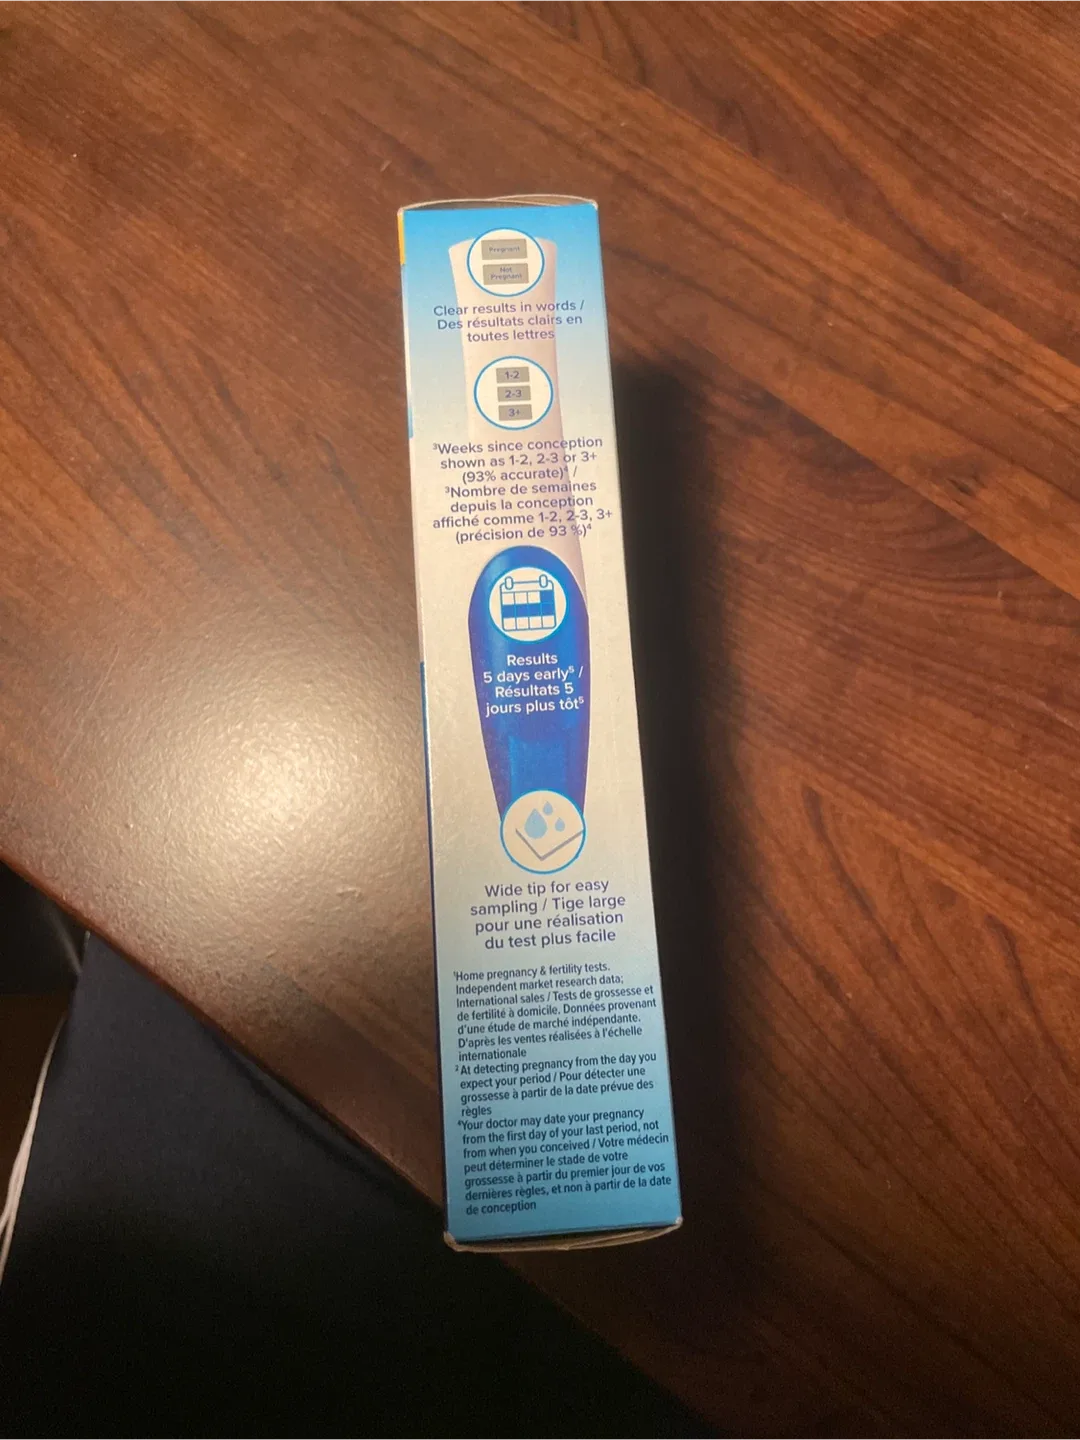 Pregnant
Not
Pregnant
Clear results in words /
Des résultats clairs en
toutes lettres
1-2
2-3
3+
³Weeks since conception
shown as 1-2, 2-3 or 3+
(93% accurate)⁴ /
³Nombre de semaines
depuis la conception
affiché comme 1-2, 2-3, 3+
(précision de 93 %)⁴
Results
5 days early⁵ /
Résultats 5
jours plus tôt⁵
Wide tip for easy
sampling / Tige large
pour une réalisation
du test plus facile
¹Home pregnancy & fertility tests.
Independent market research data;
International sales / Tests de grossesse et
de fertilité à domicile. Données provenant
d'une étude de marché indépendante.
D'après les ventes réalisées à l'échelle
internationale
²At detecting pregnancy from the day you
expect your period / Pour détecter une
grossesse à partir de la date prévue des
règles
⁴Your doctor may date your pregnancy
from the first day of your last period, not
from when you conceived / Votre médecin
peut déterminer le stade de votre
grossesse à partir du premier jour de vos
dernières règles, et non à partir de la date
de conception